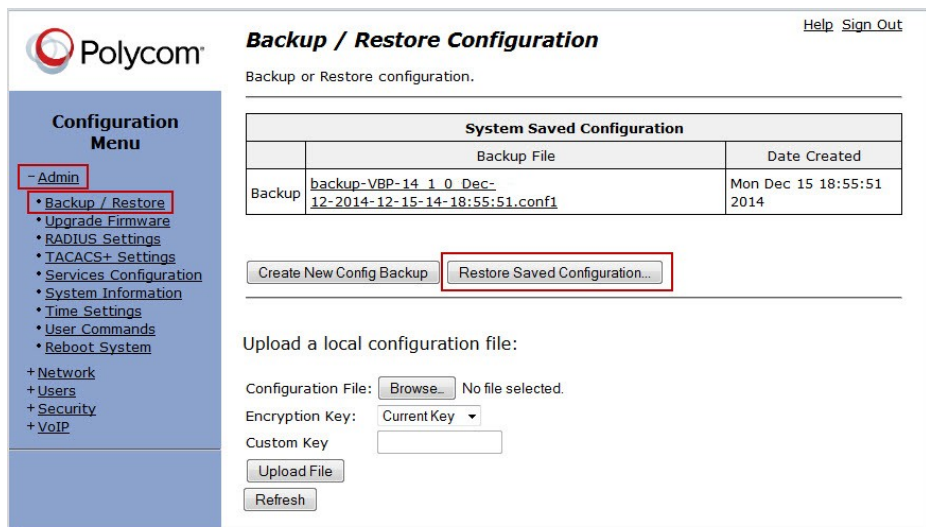 Polycom
Help Sign Out
Backup / Restore Configuration
Backup or Restore configuration.
Configuration
Menu
- Admin
• Backup / Restore
• Upgrade Firmware
• RADIUS Settings
• TACACS+ Settings
• Services Configuration
• System Information
• Time Settings
• User Commands
• Reboot System
+ Network
+ Users
+ Security
+ VoIP
System Saved Configuration
Backup File Date Created
Backup backup-VBP-14_1_0_Dec-
12-2014-12-15-14-18:55:51.conf1
Mon Dec 15 18:55:51
2014
Create New Config Backup Restore Saved Configuration...
Upload a local configuration file:
Configuration File: Browse... No file selected.
Encryption Key: Current Key
Custom Key
Upload File
Refresh